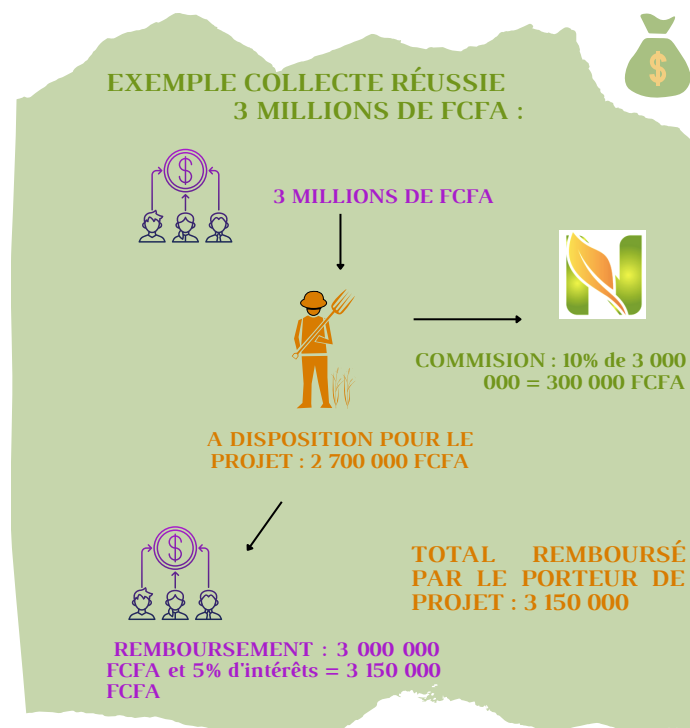 EXEMPLE COLLECTE RÉUSSIE
3 MILLIONS DE FCFA :
3 MILLIONS DE FCFA
COMMISION : 10% de 3 000
000 = 300 000 FCFA
A DISPOSITION POUR LE
PROJET : 2 700 000 FCFA
TOTAL REMBOURSÉ
PAR LE PORTEUR DE
PROJET : 3 150 000
REMBOURSEMENT : 3 000 000
FCFA et 5% d'intérêts = 3 150 000
FCFA